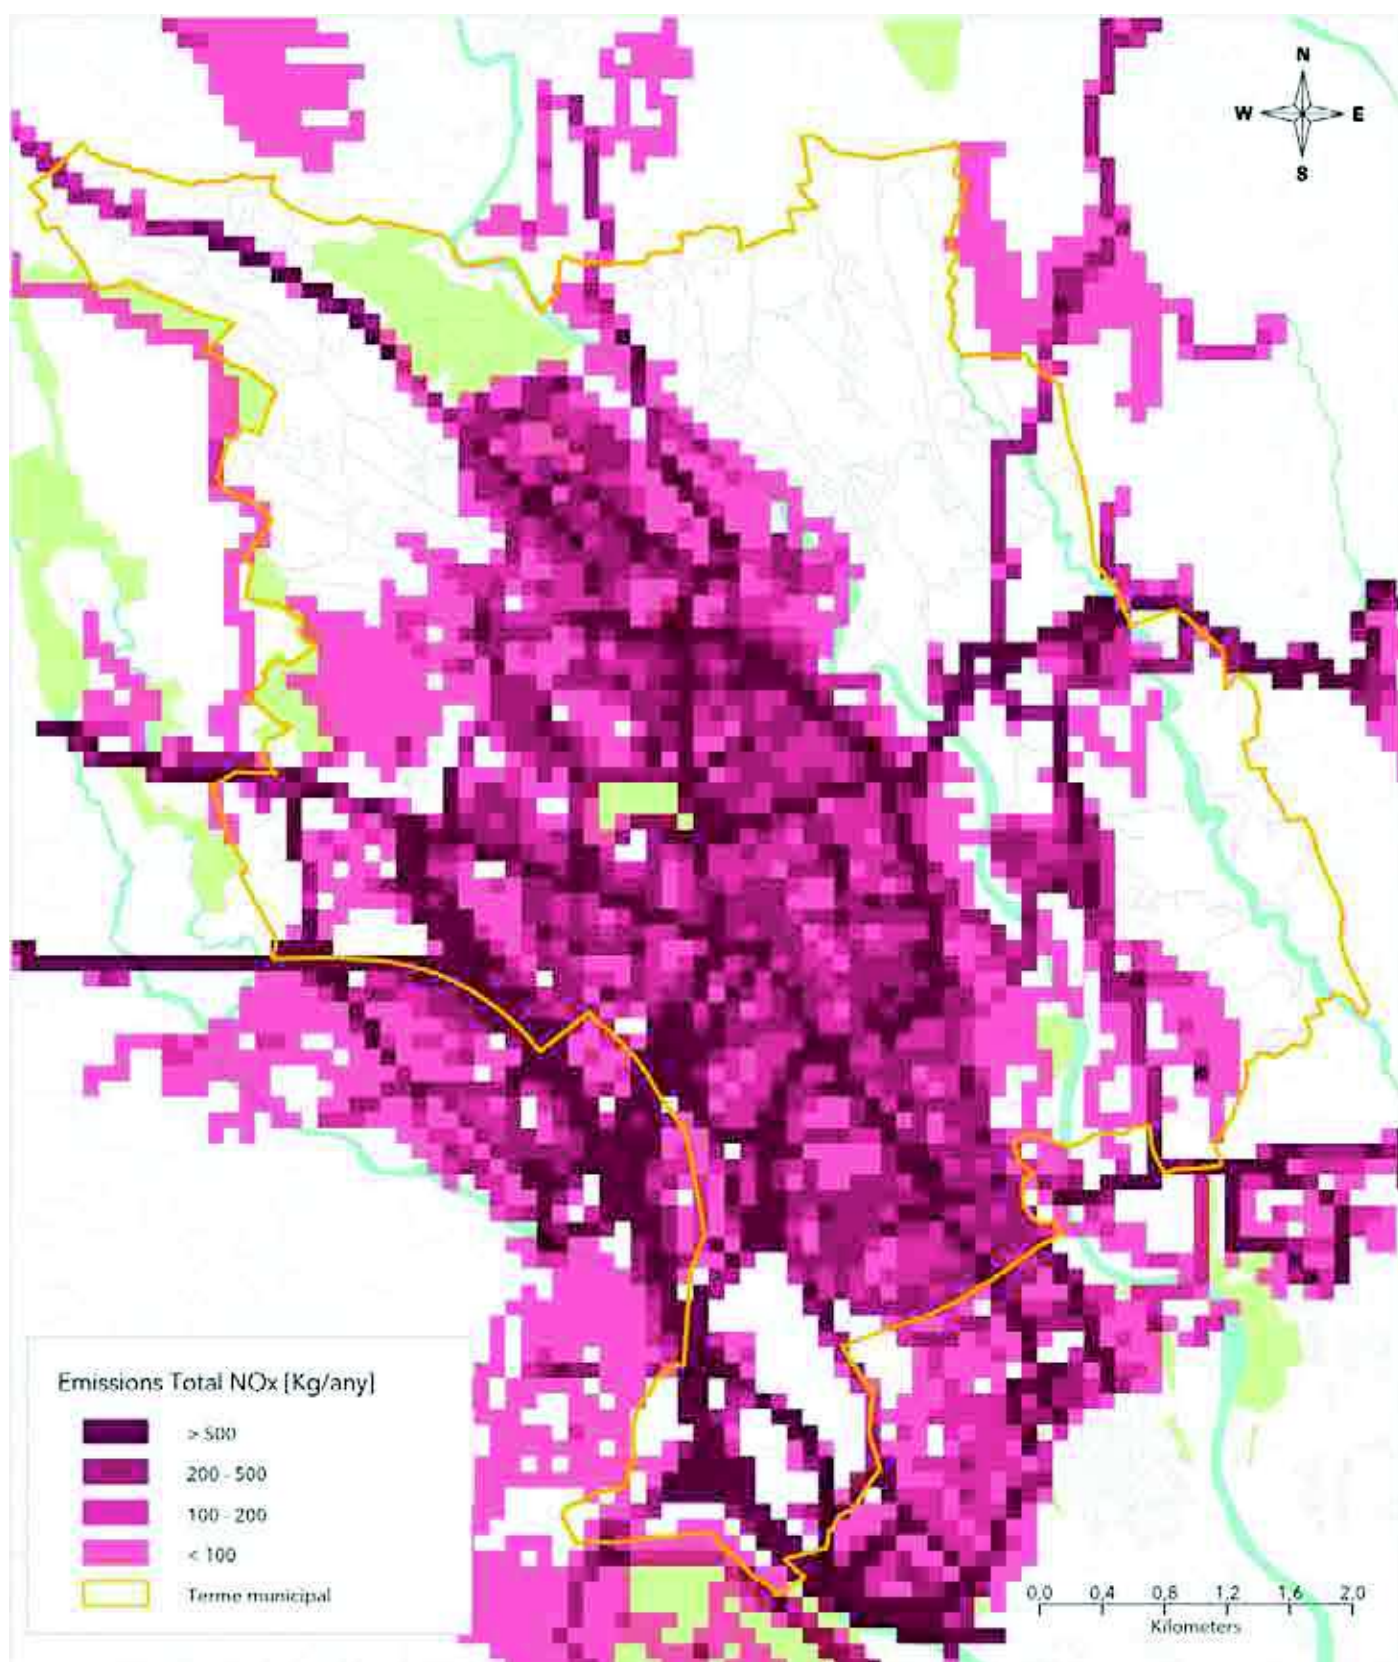 N
W E
S
Emissions Total NOx [Kg/any]
> 500
200 - 500
100 - 200
< 100
Terme municipal
0,0 0,4 0,8 1,2 1,6 2,0
Kilometers